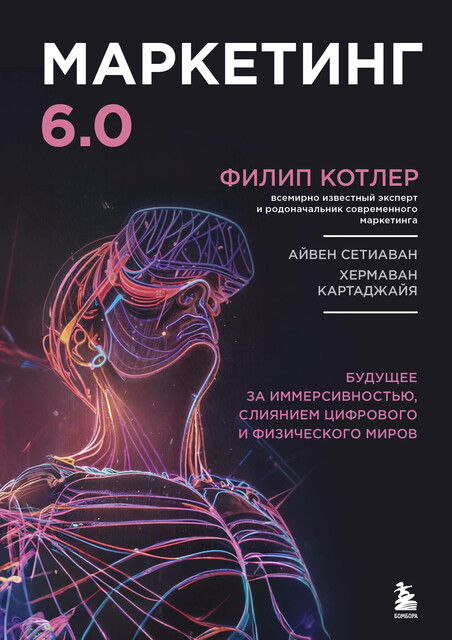 МАРКЕТИНГ
6.0
ФИЛИП КОТЛЕР
всемирно известный эксперт
и родоначальник современного
маркетинга
АЙВЕН СЕТИАВАН
ХЕРМАВАН
КАРТАДЖАЙЯ
БУДУЩЕЕ
ЗА ИММЕРСИВНОСТЬЮ,
СЛИЯНИЕМ ЦИФРОВОГО
И ФИЗИЧЕСКОГО МИРОВ
БОМБОРА